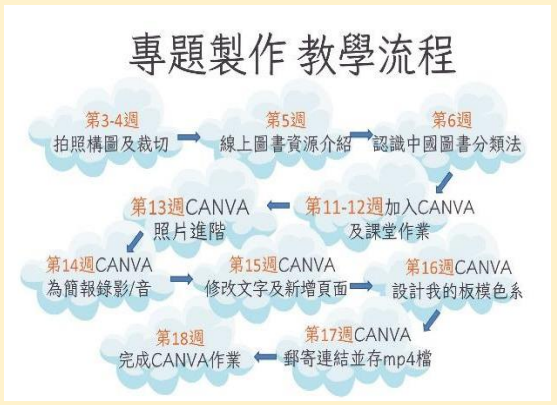 專題製作 教學流程
第3-4週
拍照構圖及裁切
第5週
線上圖書資源介紹
第6週
認識中國圖書分類法
第11-12週加入CANVA
及課堂作業
第13週CANVA
照片進階
第14週CANVA
為簡報錄影/音
第15週CANVA
修改文字及新增頁面
第16週CANVA
設計我的板模色系
第17週CANVA
郵寄連結並存mp4檔
第18週
完成CANVA作業